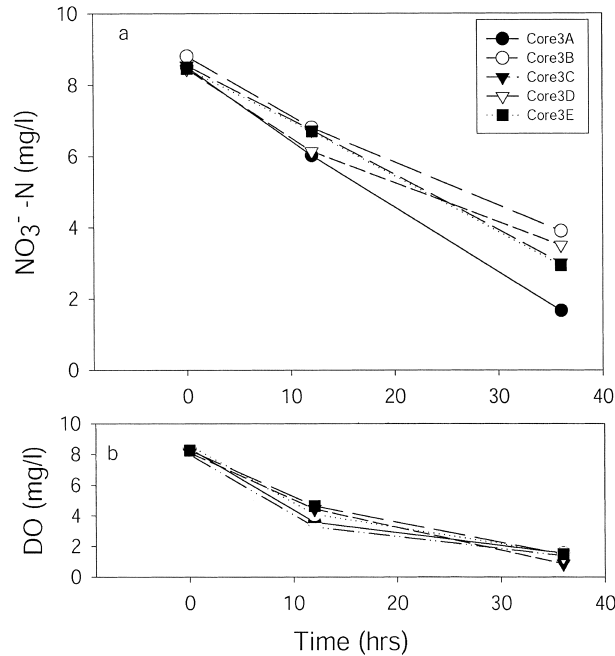 a
Core3A
Core3B
Core3C
Core3D
Core3E
NO3⁻ -N (mg/l)
10
8
6
4
2
0
0 10 20 30 40
b
DO (mg/l)
10
8
6
4
2
0
0 10 20 30 40
Time (hrs)